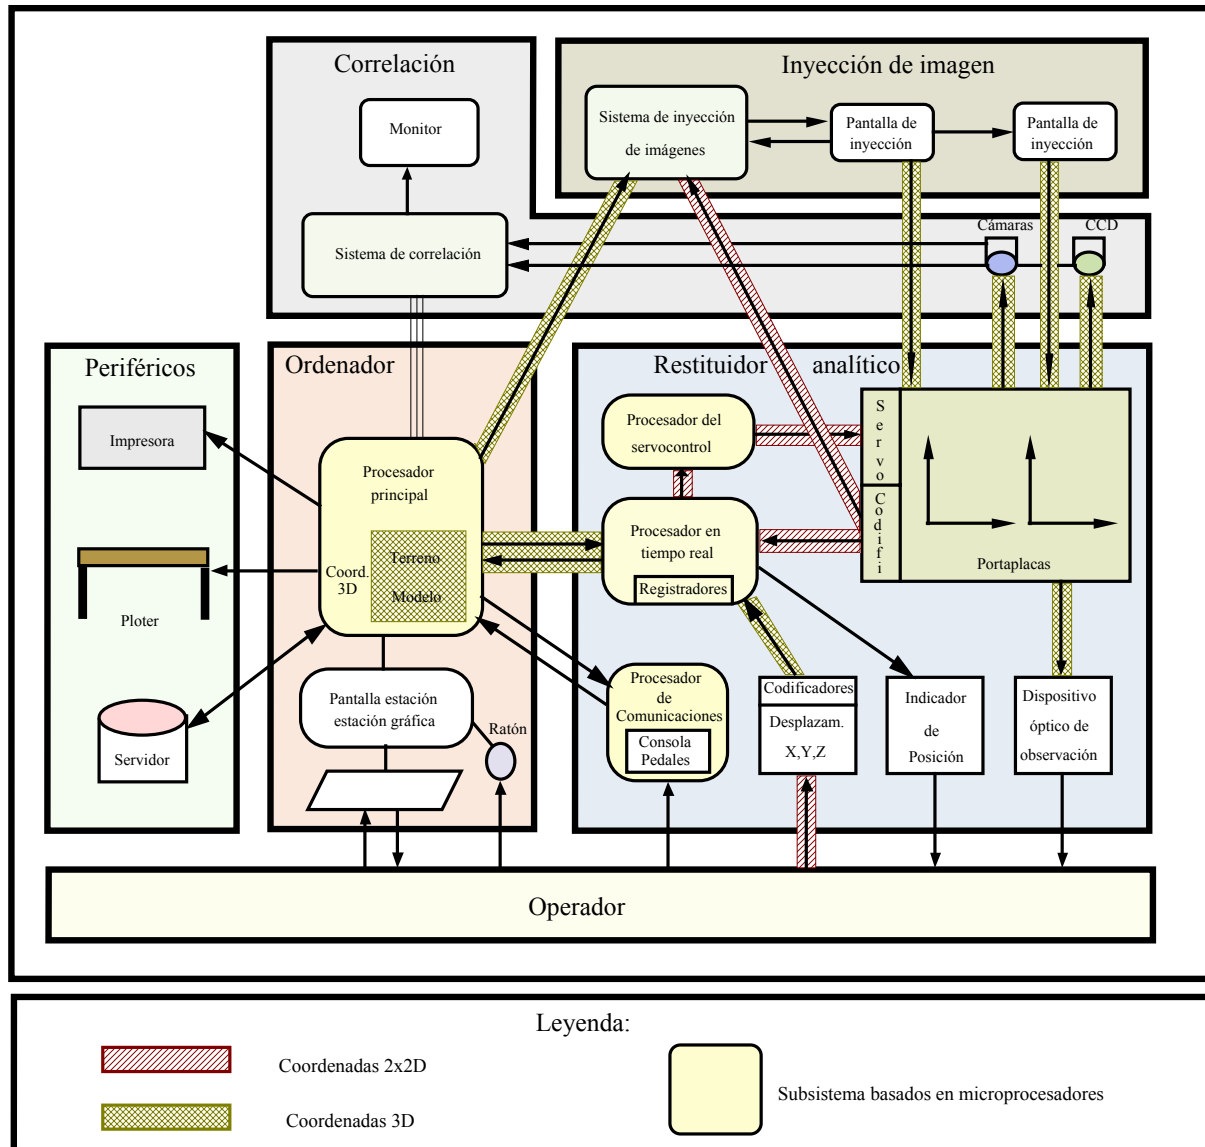 Correlación
Inyección de imagen
Monitor
Sistema de inyección
de imágenes
Pantalla de
inyección
Pantalla de
inyección
Sistema de correlación
Cámaras
CCD
Periféricos
Ordenador
Restituidor analítico
Impresora
Ploter
Servidor
Procesador
principal
Coord.
3D
Terreno
Modelo
Pantalla estación
estación gráfica
Ratón
Procesador del
servocontrol
Procesador en
tiempo real
Registradores
Servo
Codifi
Portaplacas
Procesador
de
Comunicaciones
Consola
Pedales
Codificadores
Desplazam.
X,Y,Z
Indicador
de
Posición
Dispositivo
óptico de
observación
Operador
Leyenda:
Coordenadas 2x2D
Coordenadas 3D
Subsistema basados en microprocesadores